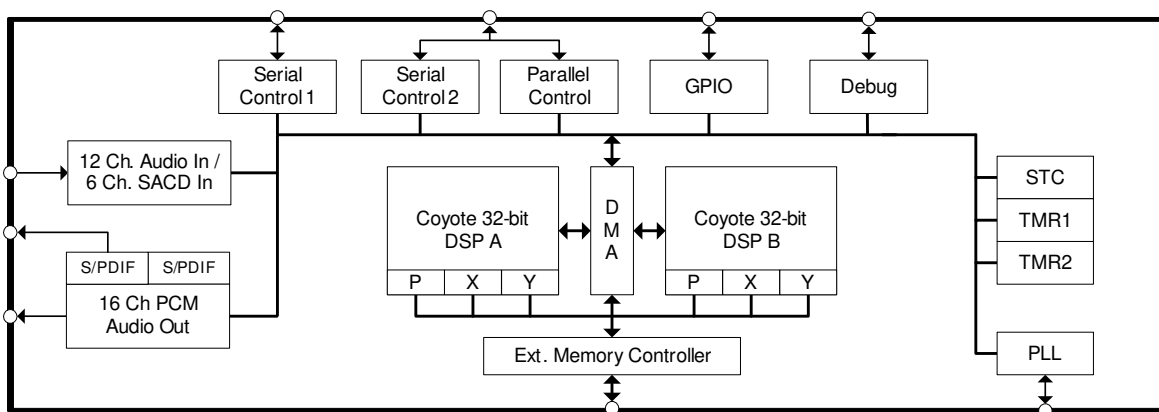 Serial
Control 1
Serial
Control 2
Parallel
Control
GPIO
Debug
12 Ch. Audio In /
6 Ch. SACD In
S/PDIF
S/PDIF
16 Ch PCM
Audio Out
Coyote 32-bit
DSP A
P
X
Y
D
M
A
Coyote 32-bit
DSP B
P
X
Y
Ext. Memory Controller
STC
TMR1
TMR2
PLL